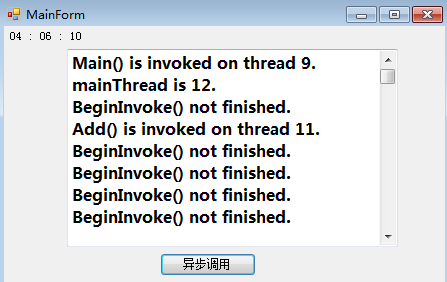 MainForm
04 : 06 : 10
Main() is invoked on thread 9.
mainThread is 12.
BeginInvoke() not finished.
Add() is invoked on thread 11.
BeginInvoke() not finished.
BeginInvoke() not finished.
BeginInvoke() not finished.
BeginInvoke() not finished.
异步调用